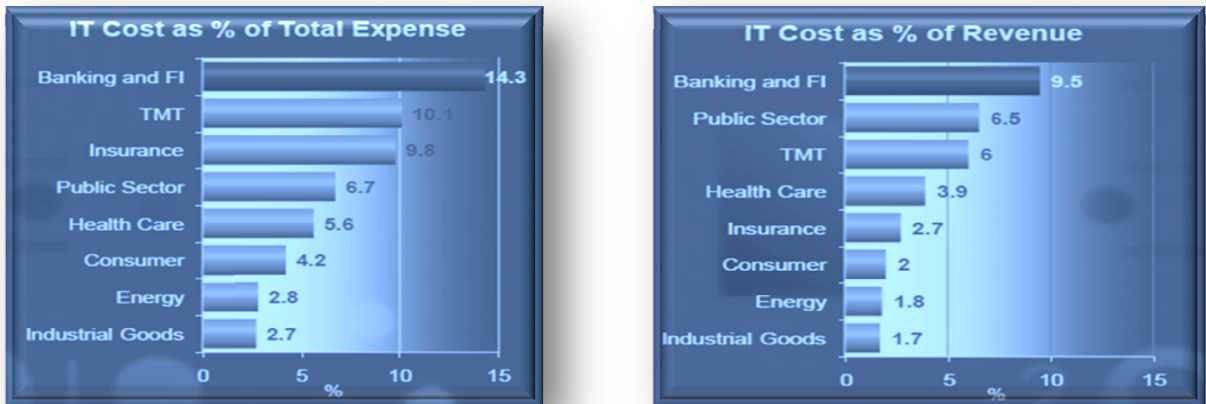 IT Cost as % of Total Expense
Banking and FI 14.3
TMT 10.1
Insurance 9.8
Public Sector 6.7
Health Care 5.6
Consumer 4.2
Energy 2.8
Industrial Goods 2.7
0 5 10 15
%
IT Cost as % of Revenue
Banking and FI 9.5
Public Sector 6.5
TMT 6
Health Care 3.9
Insurance 2.7
Consumer 2
Energy 1.8
Industrial Goods 1.7
0 5 10 15
%